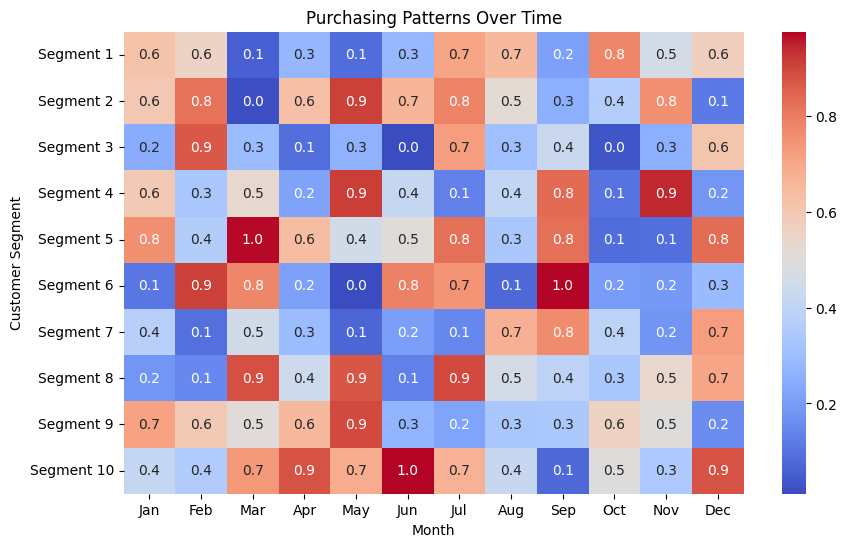 Purchasing Patterns Over Time
Customer Segment
Segment 1 0.6 0.6 0.1 0.3 0.1 0.3 0.7 0.7 0.2 0.8 0.5 0.6
Segment 2 0.6 0.8 0.0 0.6 0.9 0.7 0.8 0.5 0.3 0.4 0.8 0.1
Segment 3 0.2 0.9 0.3 0.1 0.3 0.0 0.7 0.3 0.4 0.0 0.3 0.6
Segment 4 0.6 0.3 0.5 0.2 0.9 0.4 0.1 0.4 0.8 0.1 0.9 0.2
Segment 5 0.8 0.4 1.0 0.6 0.4 0.5 0.8 0.3 0.8 0.1 0.1 0.8
Segment 6 0.1 0.9 0.8 0.2 0.0 0.8 0.7 0.1 1.0 0.2 0.2 0.3
Segment 7 0.4 0.1 0.5 0.3 0.1 0.2 0.1 0.7 0.8 0.4 0.2 0.7
Segment 8 0.2 0.1 0.9 0.4 0.9 0.1 0.9 0.5 0.4 0.3 0.5 0.7
Segment 9 0.7 0.6 0.5 0.6 0.9 0.3 0.2 0.3 0.3 0.6 0.5 0.2
Segment 10 0.4 0.4 0.7 0.9 0.7 1.0 0.7 0.4 0.1 0.5 0.3 0.9
Jan Feb Mar Apr May Jun Jul Aug Sep Oct Nov Dec
Month
0.8
0.6
0.4
0.2